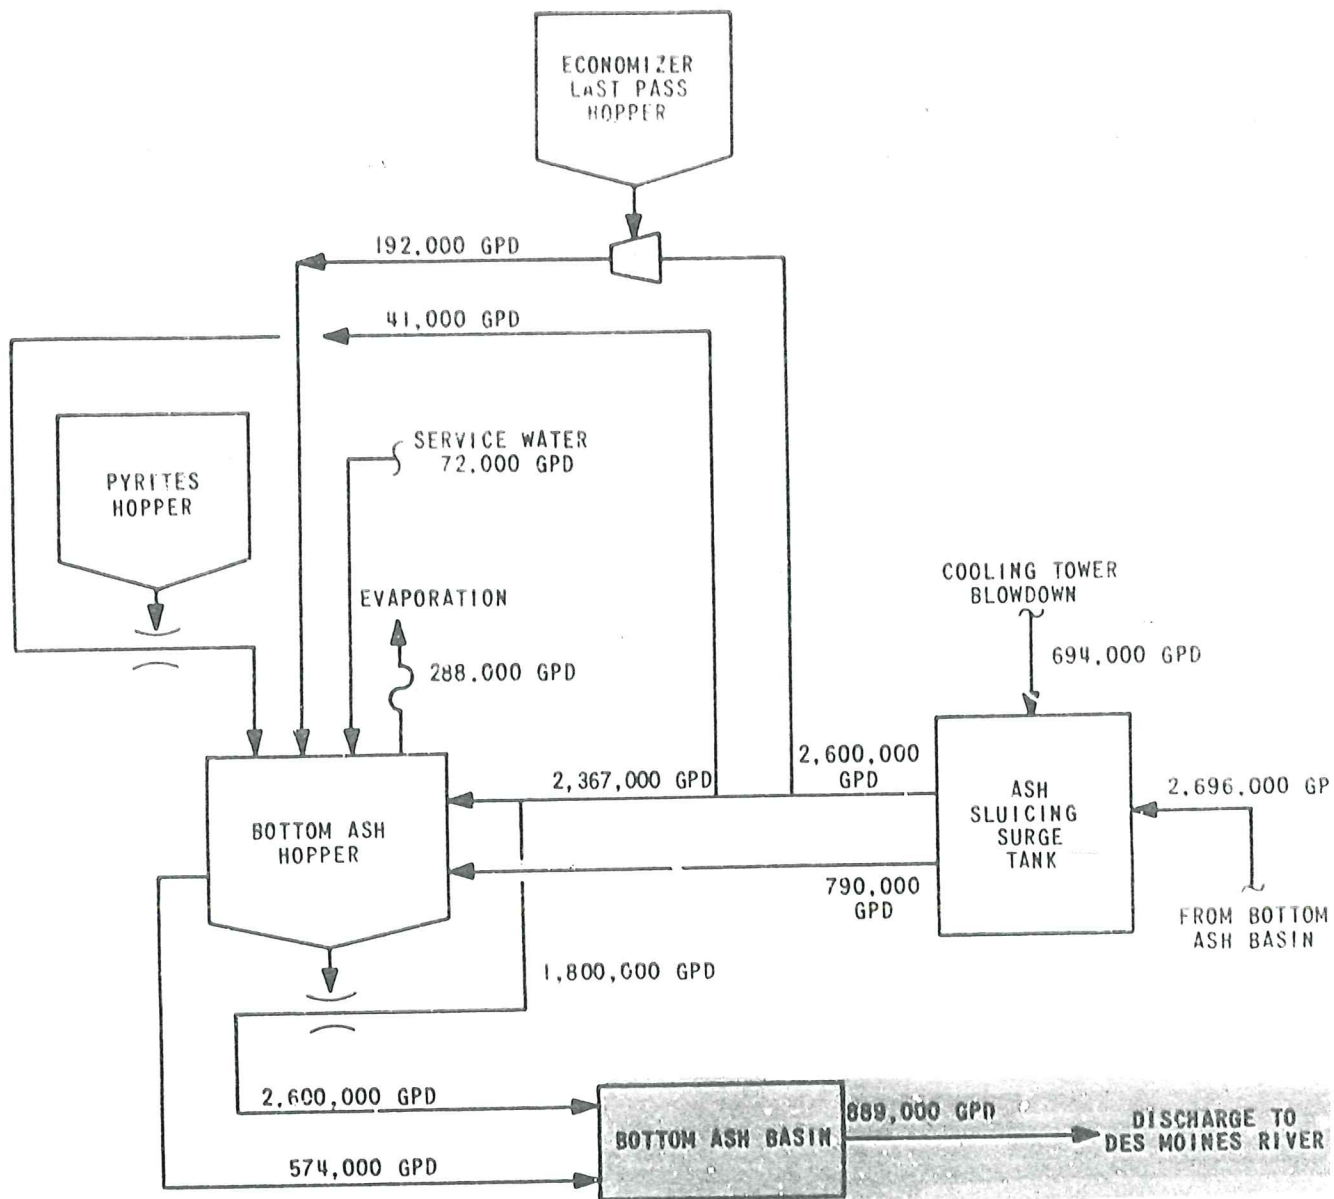 ECONOMIZER
LAST PASS
HOPPER
192,000 GPD
41,000 GPD
SERVICE WATER
72,000 GPD
PYRITES
HOPPER
EVAPORATION
288,000 GPD
COOLING TOWER
BLOWDOWN
694,000 GPD
2,600,000
GPD
2,367,000 GPD
2,696,000 GP
ASH
SLUICING
SURGE
TANK
BOTTOM ASH
HOPPER
790,000
GPD
FROM BOTTOM
ASH BASIN
1,800,000 GPD
2,600,000 GPD
889,000 GPD
DISCHARGE TO
DES MOINES RIVER
BOTTOM ASH BASIN
574,000 GPD